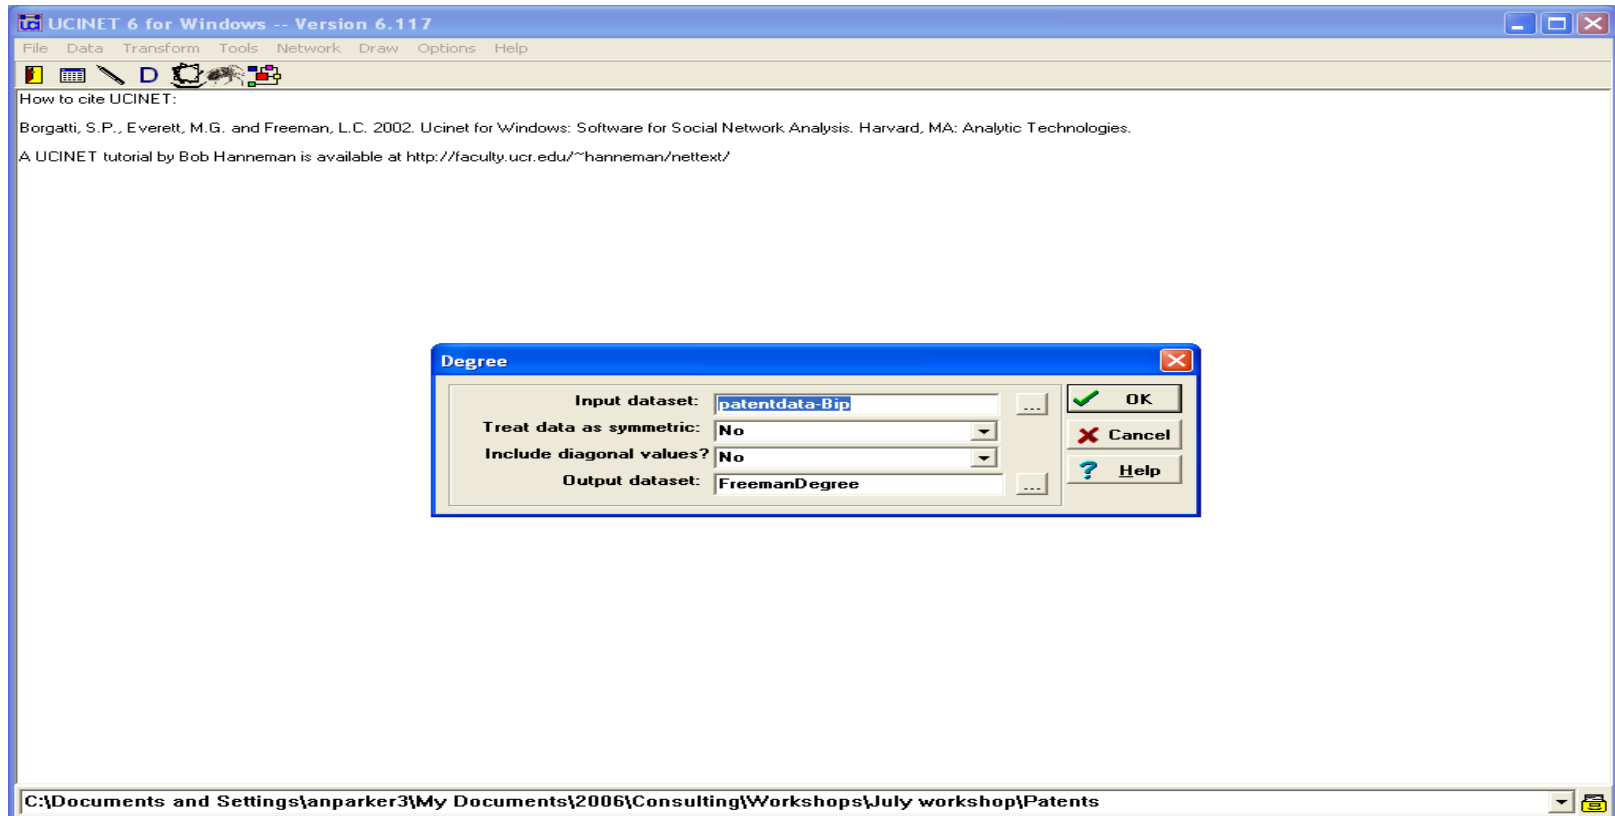 UCINET 6 for Windows -- Version 6.117
File Data Transform Tools Network Draw Options Help
D
How to cite UCINET:
Borgatti, S.P., Everett, M.G. and Freeman, L.C. 2002. Ucinet for Windows: Software for Social Network Analysis. Harvard, MA: Analytic Technologies.
A UCINET tutorial by Bob Hanneman is available at http://faculty.ucr.edu/~hanneman/nettext/
Degree
Input dataset: patentdata-Bip ... OK
Treat data as symmetric: No Cancel
Include diagonal values? No Help
Output dataset: FreemanDegree ...
C:\Documents and Settings\anparker3\My Documents\2006\Consulting\Workshops\July workshop\Patents